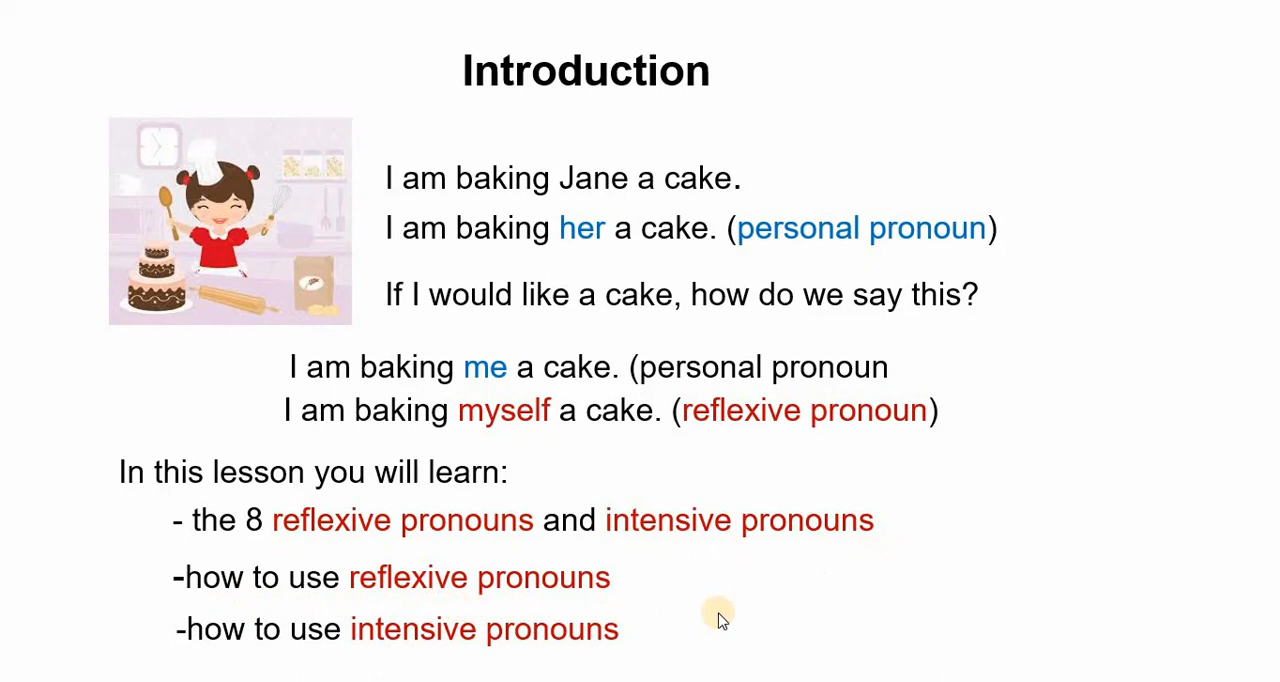 Introduction
I am baking Jane a cake.
I am baking her a cake. (personal pronoun)
If I would like a cake, how do we say this?
I am baking me a cake. (personal pronoun
I am baking myself a cake. (reflexive pronoun)
In this lesson you will learn:
- the 8 reflexive pronouns and intensive pronouns
-how to use reflexive pronouns
-how to use intensive pronouns